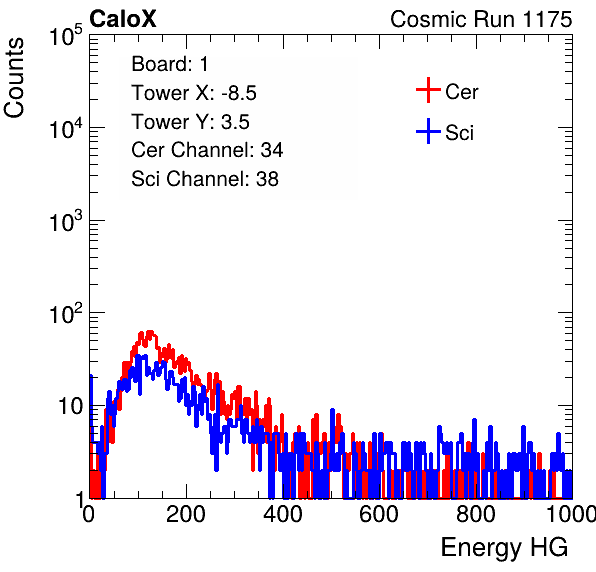 CaloX Cosmic Run 1175
Counts
10^5
10^4
10^3
10^2
10
1
Board: 1
Tower X: -8.5
Tower Y: 3.5
Cer Channel: 34
Sci Channel: 38
Cer
Sci
0 200 400 600 800 1000
Energy HG